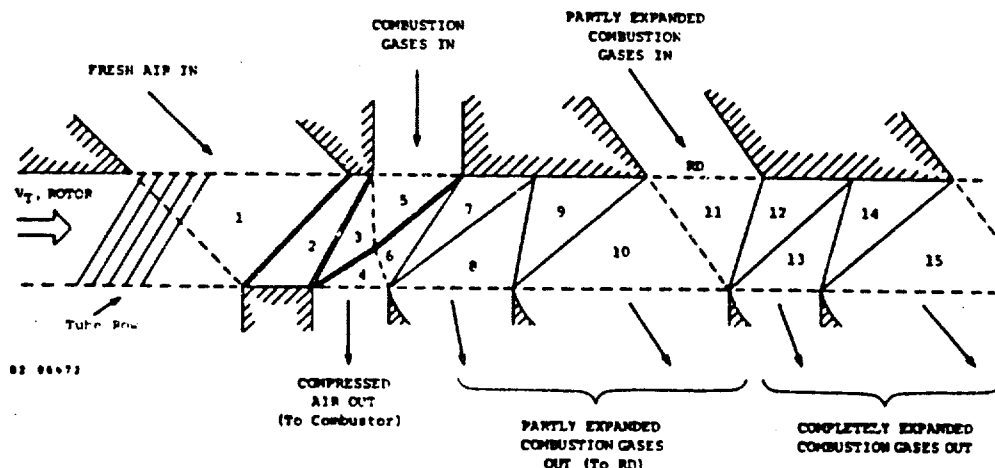 COMBUSTION
GASES IN
PARTLY EXPANDED
COMBUSTION
GASES IN
FRESH AIR IN
RD
V_T, ROTOR
1
2
3
4
5
6
7
8
9
10
11
12
13
14
15
Tube Row
COMPRESSED
AIR OUT
(To Combustor)
PARTLY EXPANDED
COMBUSTION GASES
OUT (To RD)
COMPLETELY EXPANDED
COMBUSTION GASES OUT